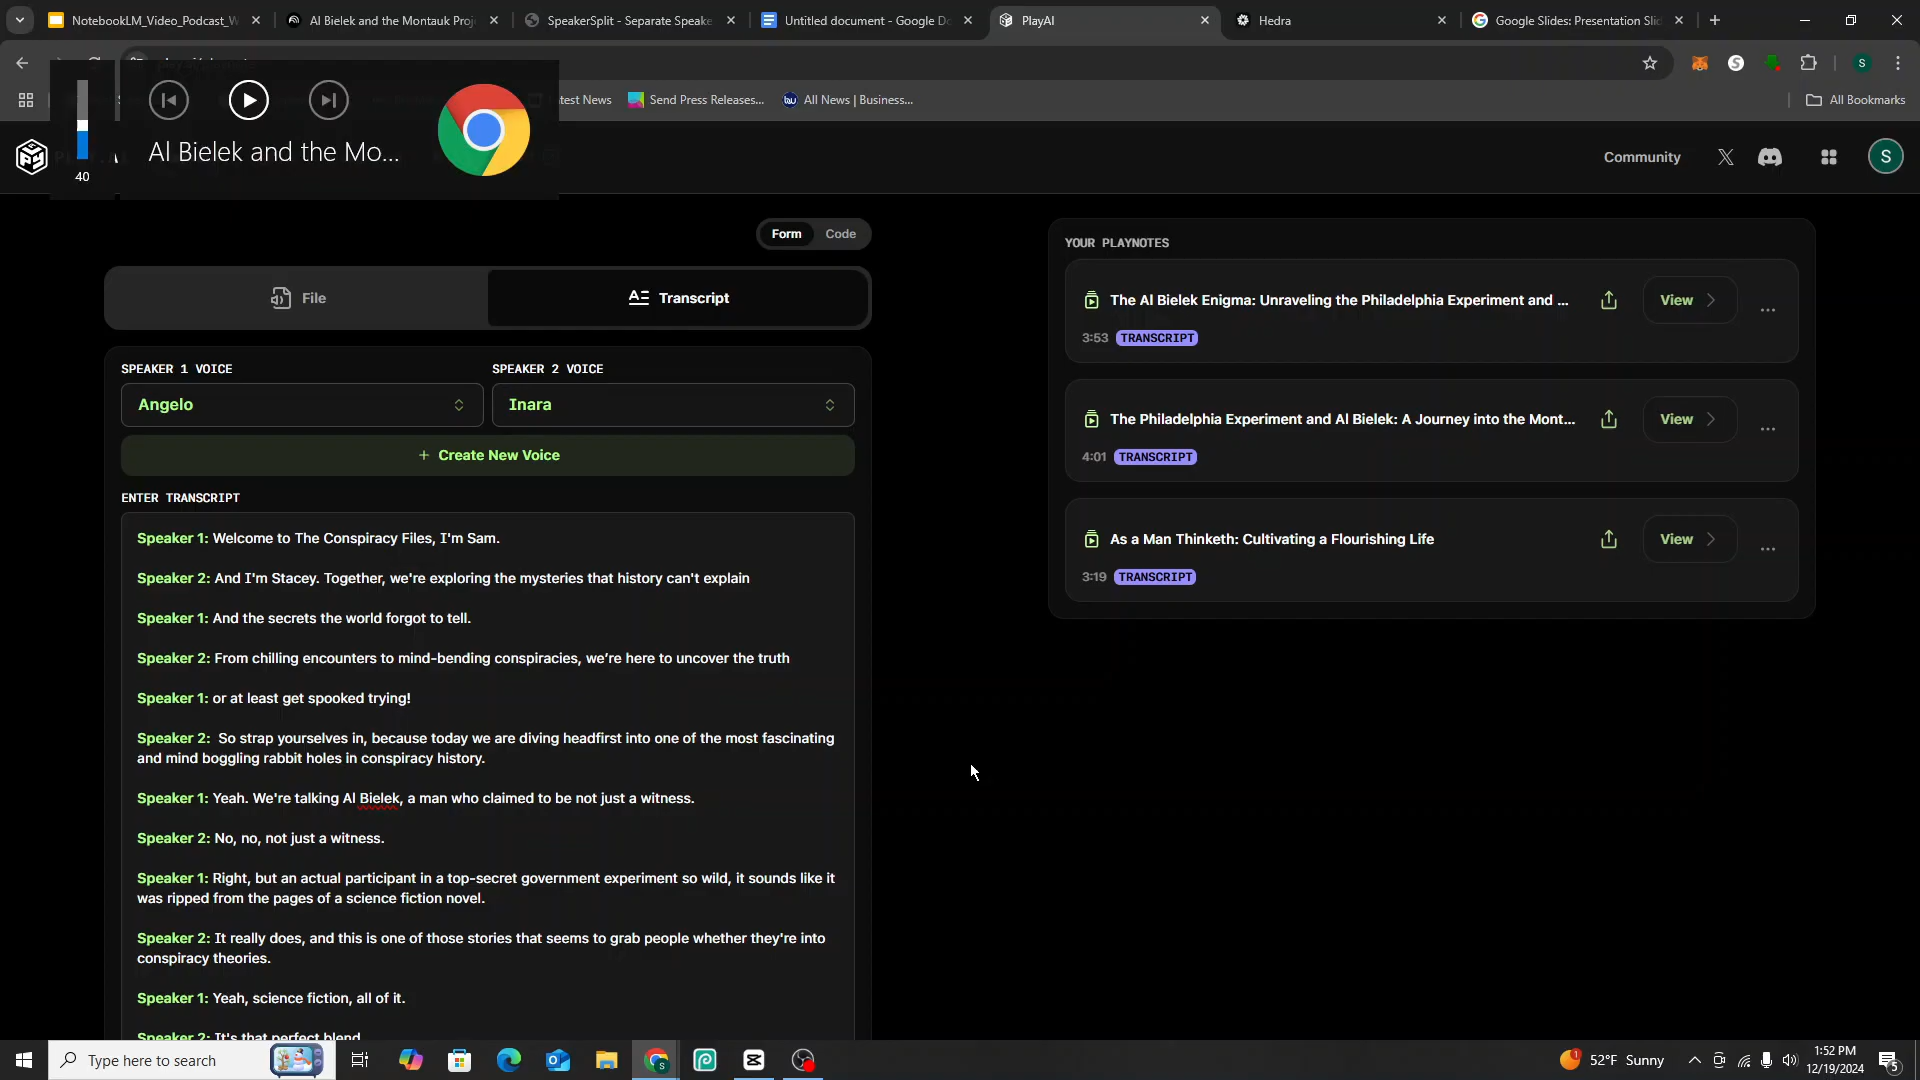 NotebookLM_Video_Podcast_W
Al Bielek and the Montauk Proj
SpeakerSplit - Separate Speake
Untitled document - Google Do
PlayAI
Hedra
Google Slides: Presentation Slid
S
test News
Send Press Releases...
All News | Business...
All Bookmarks
Al Bielek and the Mo...
40
Community
S
Form
Code
File
Transcript
SPEAKER 1 VOICE
SPEAKER 2 VOICE
Angelo
Inara
+ Create New Voice
ENTER TRANSCRIPT
Speaker 1: Welcome to The Conspiracy Files, I'm Sam.
Speaker 2: And I'm Stacey. Together, we're exploring the mysteries that history can't explain
Speaker 1: And the secrets the world forgot to tell.
Speaker 2: From chilling encounters to mind-bending conspiracies, we're here to uncover the truth
Speaker 1: or at least get spooked trying!
Speaker 2: So strap yourselves in, because today we are diving headfirst into one of the most fascinating
and mind boggling rabbit holes in conspiracy history.
Speaker 1: Yeah. We're talking Al Bielek, a man who claimed to be not just a witness.
Speaker 2: No, no, not just a witness.
Speaker 1: Right, but an actual participant in a top-secret government experiment so wild, it sounds like it
was ripped from the pages of a science fiction novel.
Speaker 2: It really does, and this is one of those stories that seems to grab people whether they're into
conspiracy theories.
Speaker 1: Yeah, science fiction, all of it.
Speaker 2: It's that perfect blend
YOUR PLAYNOTES
The Al Bielek Enigma: Unraveling the Philadelphia Experiment and ...
View
3:53 TRANSCRIPT
The Philadelphia Experiment and Al Bielek: A Journey into the Mont...
View
4:01 TRANSCRIPT
As a Man Thinketh: Cultivating a Flourishing Life
View
3:19 TRANSCRIPT
Type here to search
52°F Sunny
1:52 PM
12/19/2024
5